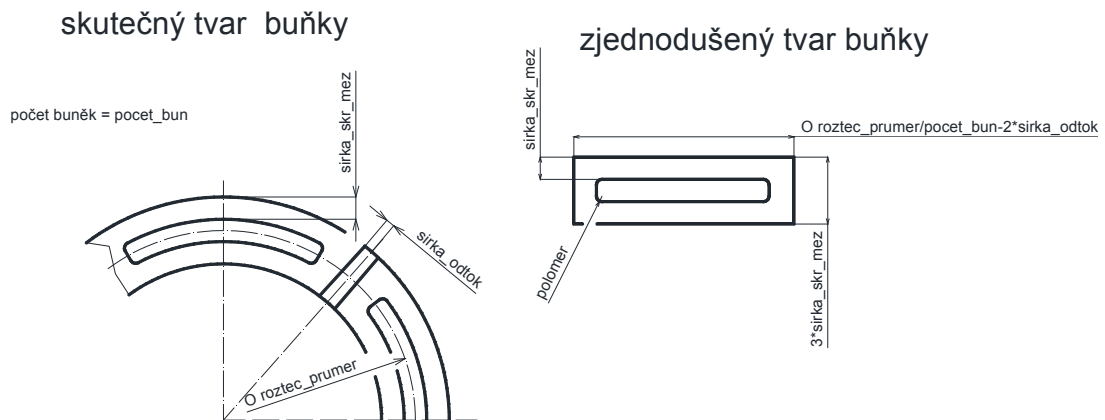 skutečný tvar buňky
zjednodušený tvar buňky
počet buněk = pocet_bun
sirka_skr_mez
sirka_odtok
O roztec_prumer
sirka_skr_mez
O roztec_prumer/pocet_bun-2*sirka_odtok
polomer
3*sirka_skr_mez